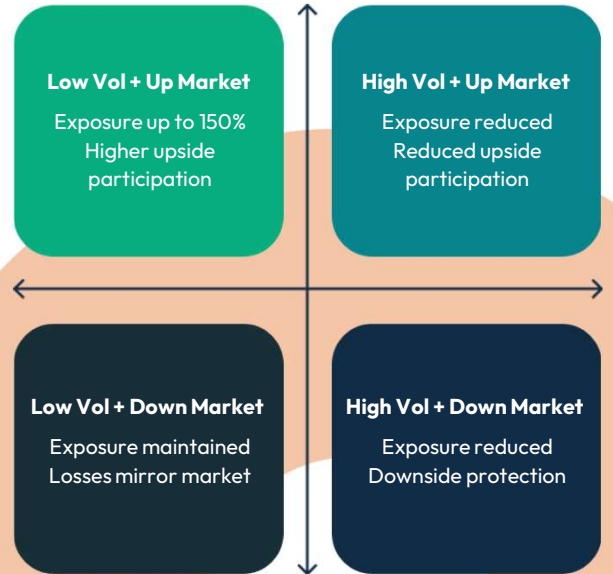 Low Vol + Up Market
Exposure up to 150%
Higher upside
participation
High Vol + Up Market
Exposure reduced
Reduced upside
participation
Low Vol + Down Market
Exposure maintained
Losses mirror market
High Vol + Down Market
Exposure reduced
Downside protection